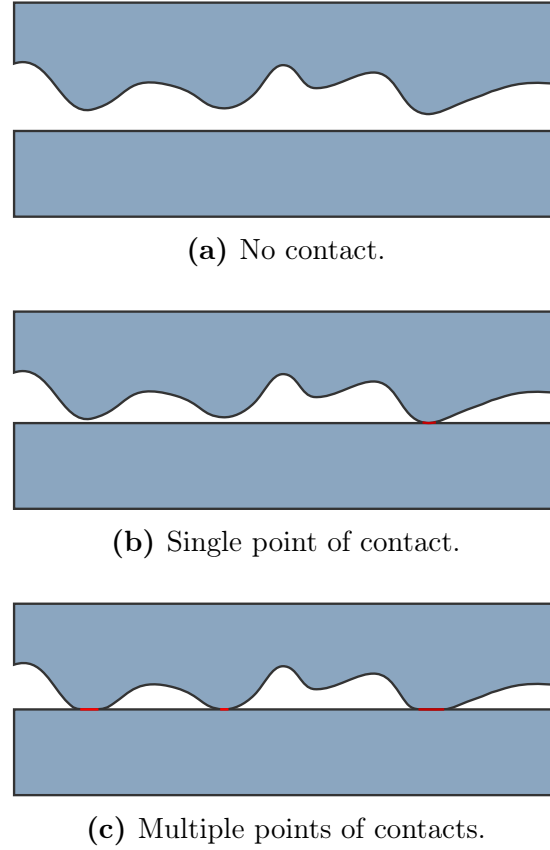 (a) No contact.
(b) Single point of contact.
(c) Multiple points of contacts.